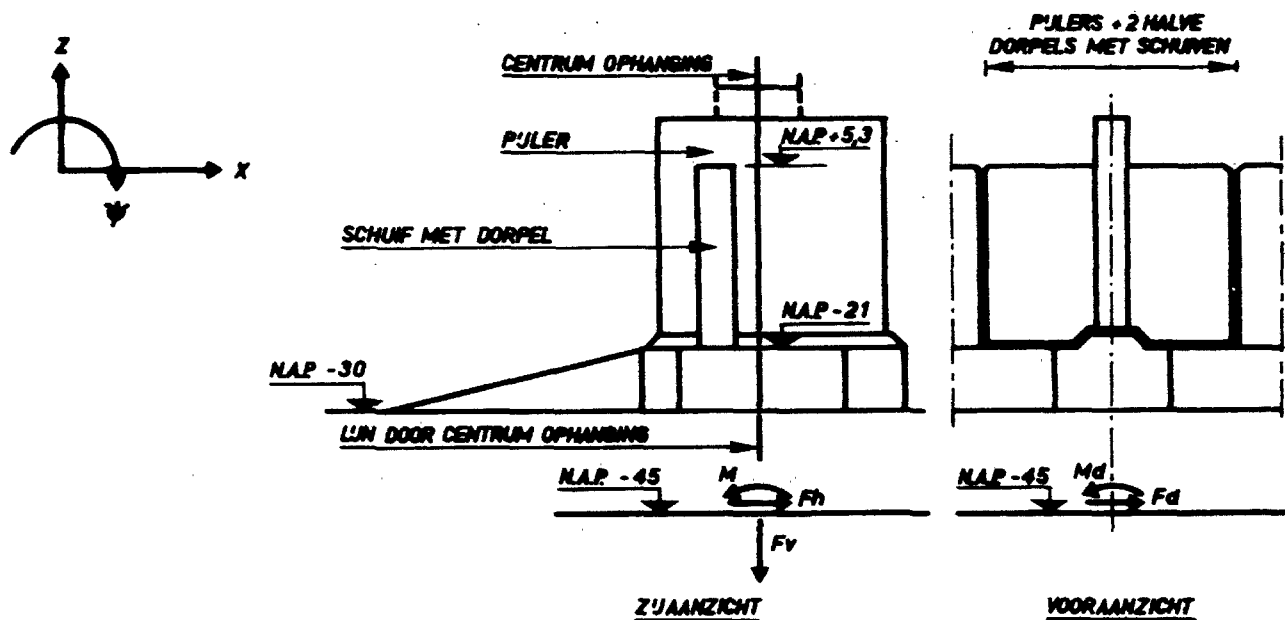 Z
X
ψ
CENTRUM OPHANGING
PIJLER
N.A.P. +5,3
SCHUIF MET DORPEL
N.A.P. -21
N.A.P. -30
LIJN DOOR CENTRUM OPHANGING
N.A.P. -45
M
Fh
Fv
ZIJAANZICHT
PIJLERS + 2 HALVE
DORPELS MET SCHUIVEN
N.A.P. -45
Md
Fd
VOORAANZICHT